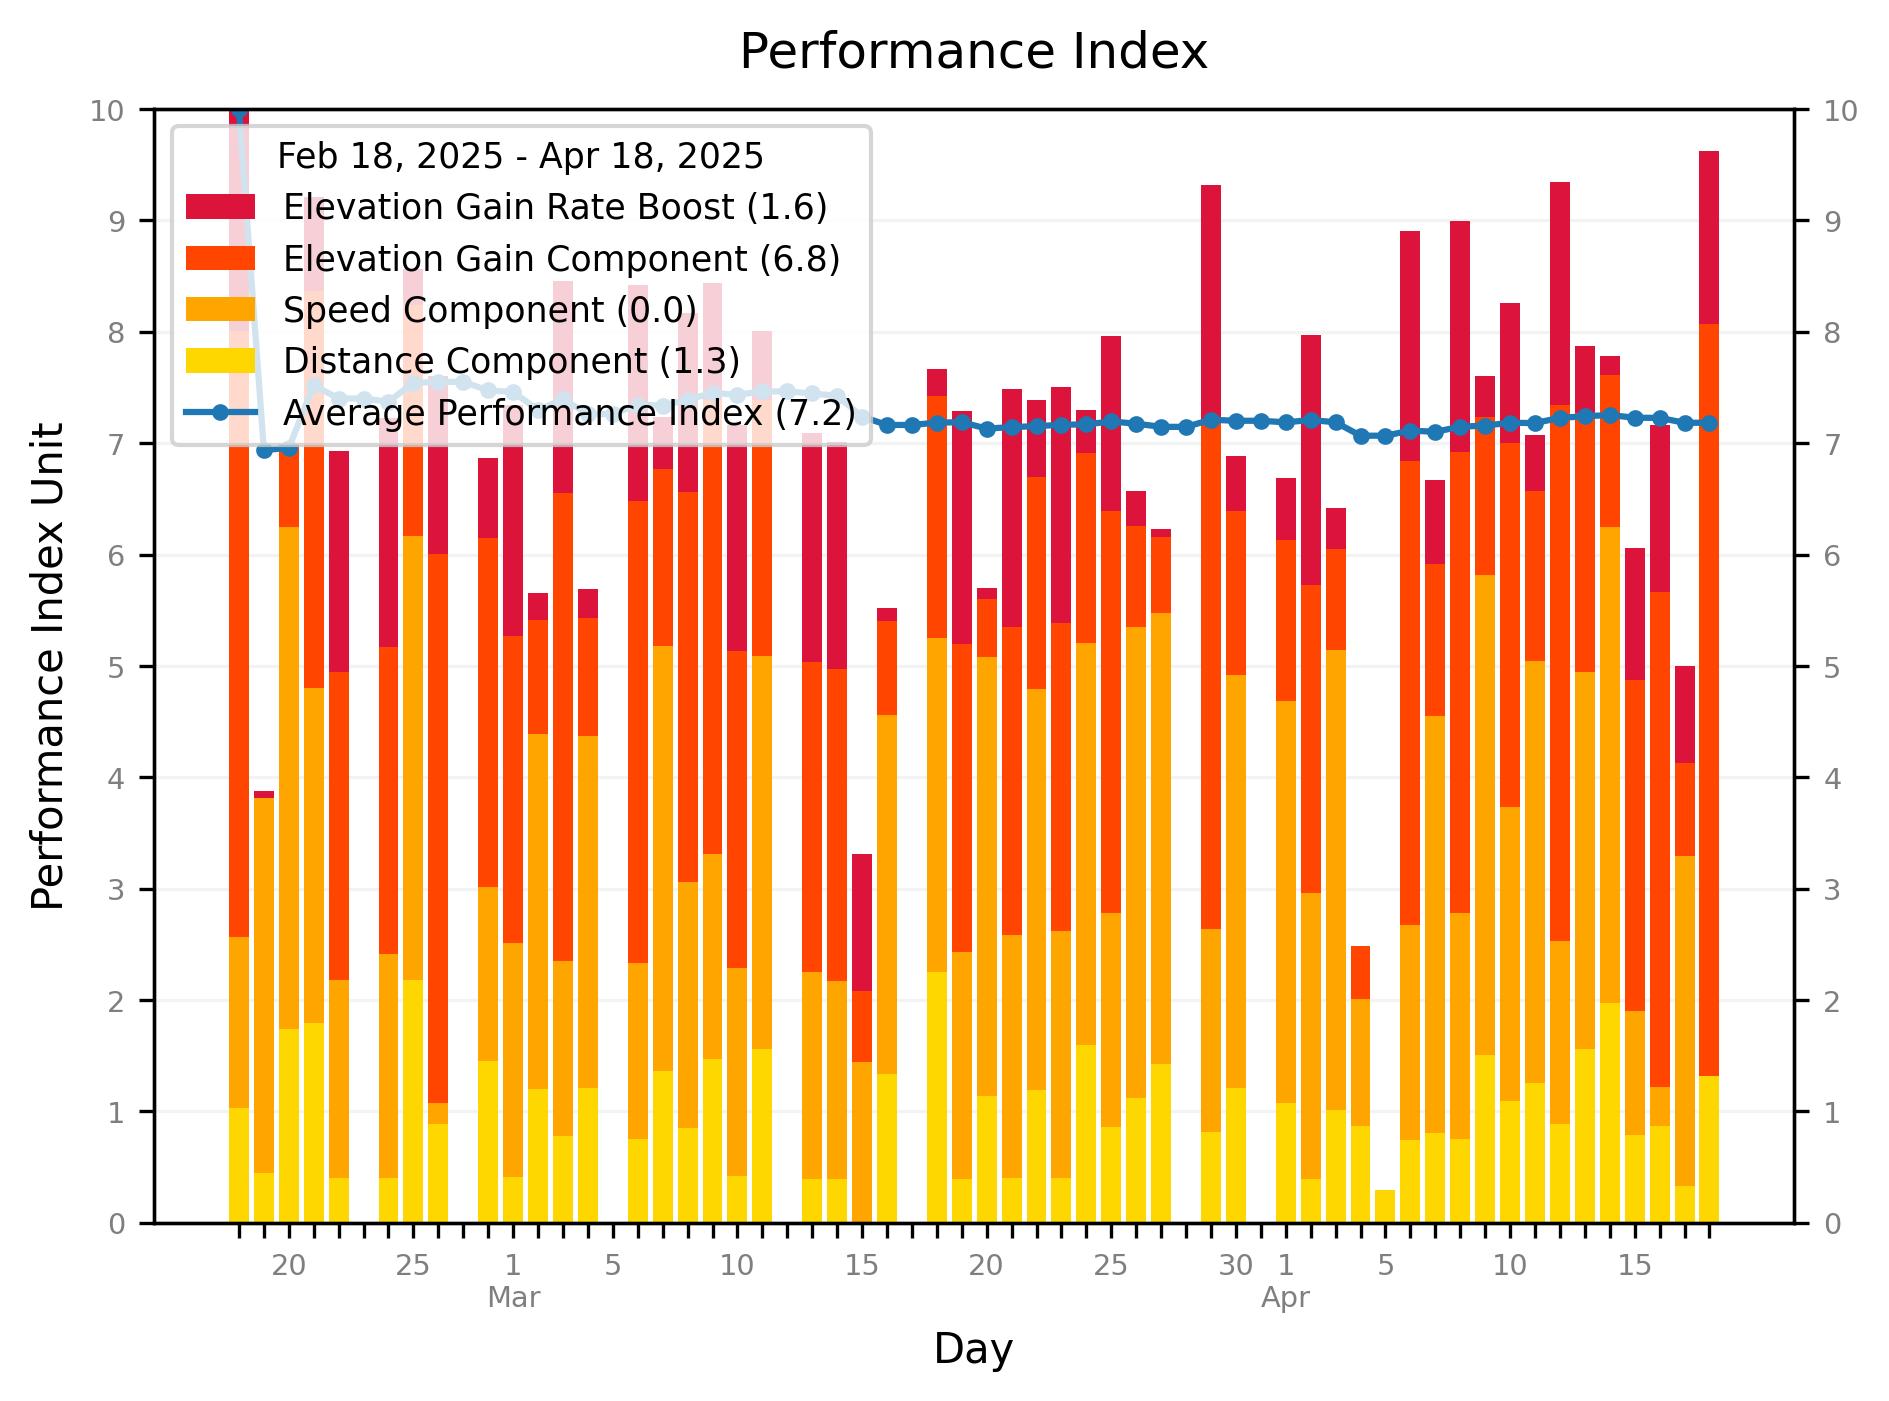 Performance Index
Feb 18, 2025 - Apr 18, 2025
Elevation Gain Rate Boost (1.6)
Elevation Gain Component (6.8)
Speed Component (0.0)
Distance Component (1.3)
Average Performance Index (7.2)
Performance Index Unit
10
9
8
7
6
5
4
3
2
1
0
10
9
8
7
6
5
4
3
2
1
0
20 25 1 5 10 15 20 25 30 1 5 10 15
Mar Apr
Day